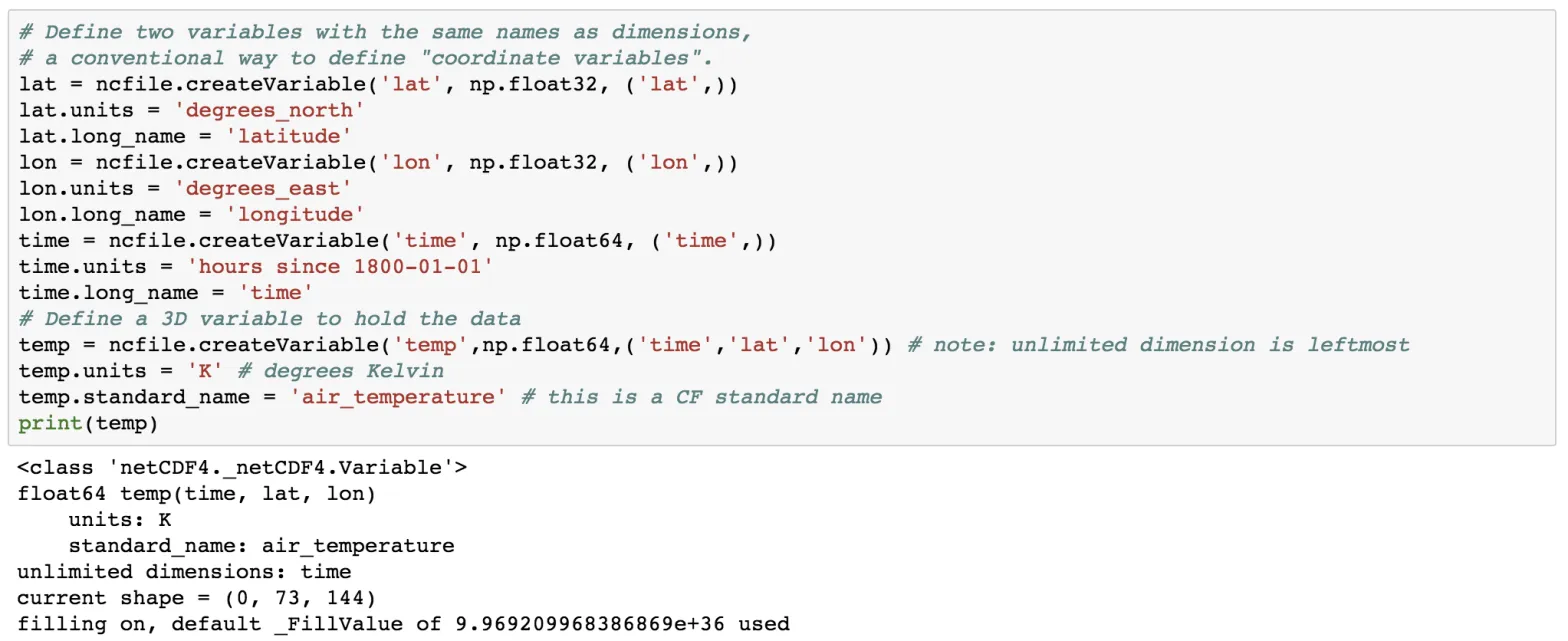 # Define two variables with the same names as dimensions,
# a conventional way to define "coordinate variables".
lat = ncfile.createVariable('lat', np.float32, ('lat',))
lat.units = 'degrees_north'
lat.long_name = 'latitude'
lon = ncfile.createVariable('lon', np.float32, ('lon',))
lon.units = 'degrees_east'
lon.long_name = 'longitude'
time = ncfile.createVariable('time', np.float64, ('time',))
time.units = 'hours since 1800-01-01'
time.long_name = 'time'
# Define a 3D variable to hold the data
temp = ncfile.createVariable('temp',np.float64,('time','lat','lon')) # note: unlimited dimension is leftmost
temp.units = 'K' # degrees Kelvin
temp.standard_name = 'air_temperature' # this is a CF standard name
print(temp)
<class 'netCDF4._netCDF4.Variable'>
float64 temp(time, lat, lon)
    units: K
    standard_name: air_temperature
unlimited dimensions: time
current shape = (0, 73, 144)
filling on, default _FillValue of 9.969209968386869e+36 used